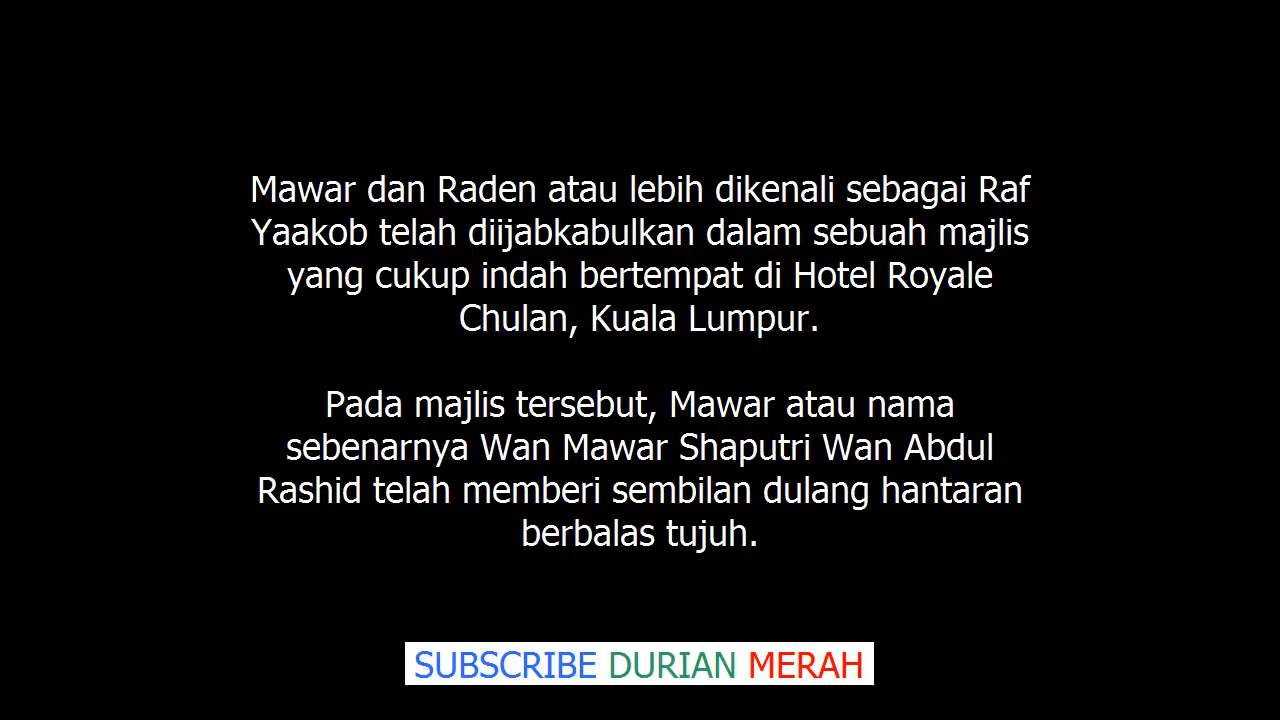 Mawar dan Raden atau lebih dikenali sebagai Raf
Yaakob telah diijabkabulkan dalam sebuah majlis
yang cukup indah bertempat di Hotel Royale
Chulan, Kuala Lumpur.
Pada majlis tersebut, Mawar atau nama
sebenarnya Wan Mawar Shaputri Wan Abdul
Rashid telah memberi sembilan dulang hantaran
berbalas tujuh.
SUBSCRIBE DURIAN MERAH